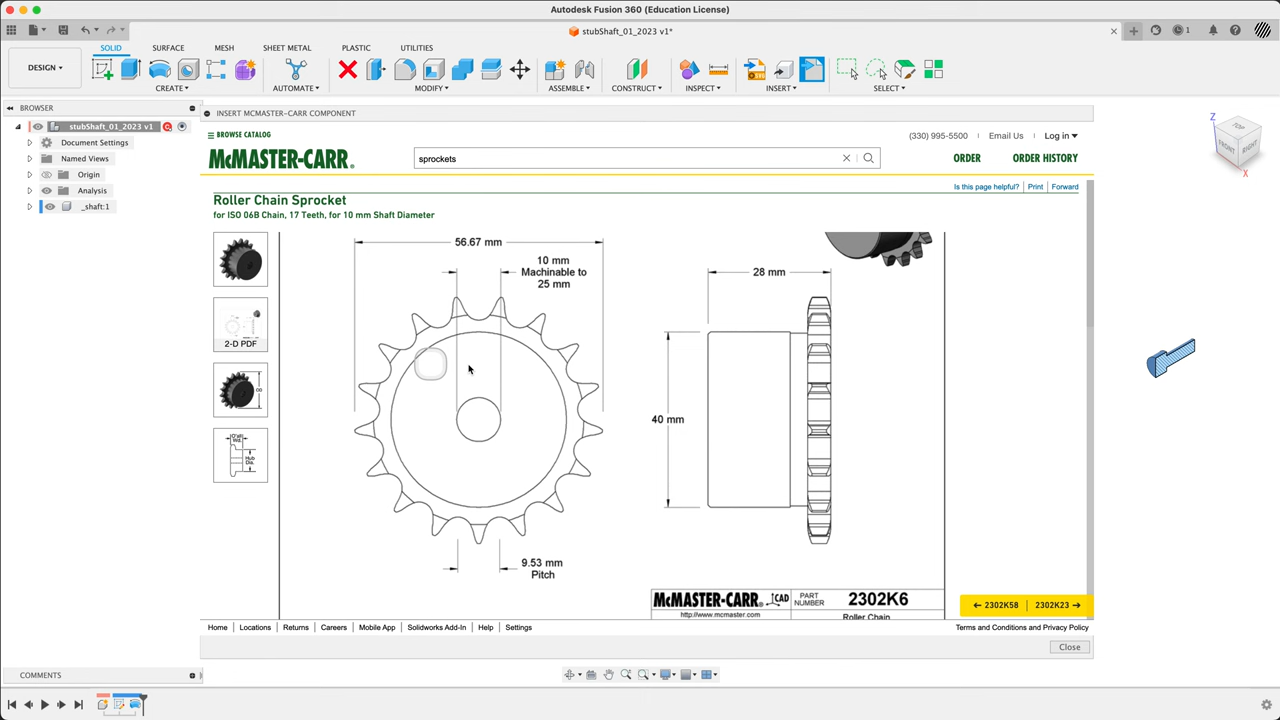 Autodesk Fusion 360 (Education License)
stubShaft_01_2023 v1*
1
DESIGN
SOLID
SURFACE
MESH
SHEET METAL
PLASTIC
UTILITIES
CREATE
AUTOMATE
MODIFY
ASSEMBLE
CONSTRUCT
INSPECT
INSERT
SELECT
BROWSER
stubShaft_01_2023 v1
Document Settings
Named Views
Origin
Analysis
_shaft:1
INSERT MCMASTER-CARR COMPONENT
BROWSE CATALOG
(330) 995-5500
Email Us
Log in
McMASTER-CARR®
sprockets
ORDER
ORDER HISTORY
Is this page helpful?
Print
Forward
Roller Chain Sprocket
for ISO 06B Chain, 17 Teeth, for 10 mm Shaft Diameter
2-D PDF
56.67 mm
10 mm
Machinable to
25 mm
28 mm
40 mm
9.53 mm
Pitch
McMASTER-CARR® CAD
http://www.mcmaster.com
PART
NUMBER
2302K6
Roller Chain
2302K58
2302K23
Home
Locations
Returns
Careers
Mobile App
Solidworks Add-In
Help
Settings
Terms and Conditions and Privacy Policy
Close
TOP
FRONT
RIGHT
Z
X
COMMENTS